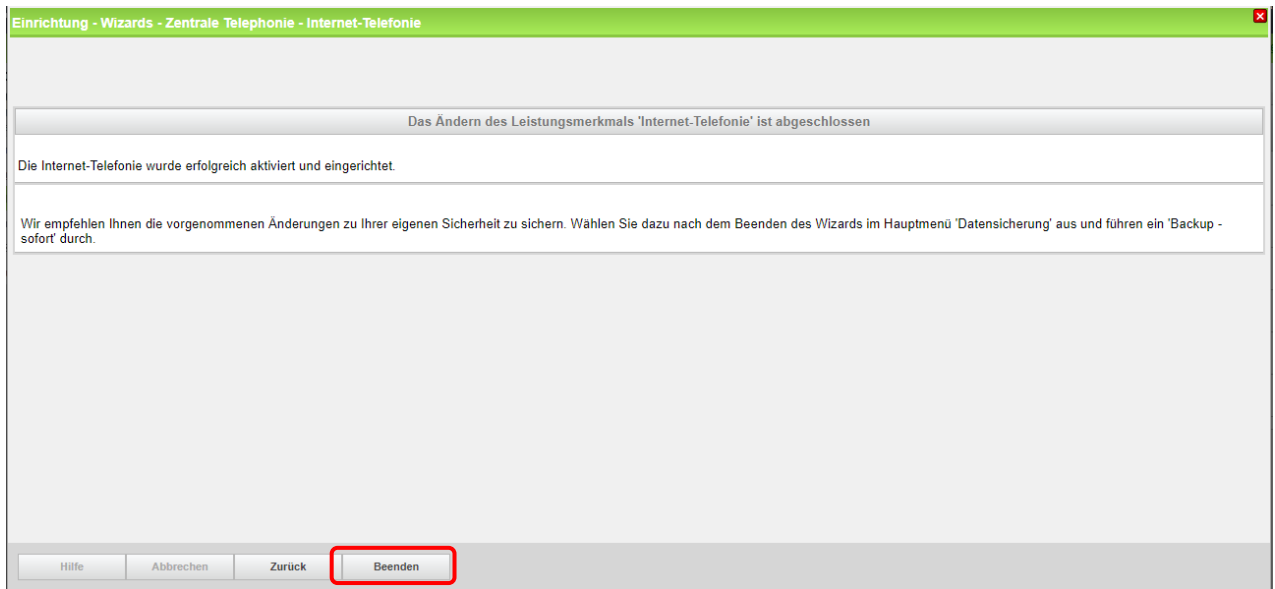 Einrichtung - Wizards - Zentrale Telephonie - Internet-Telefonie
Das Ändern des Leistungsmerkmals 'Internet-Telefonie' ist abgeschlossen
Die Internet-Telefonie wurde erfolgreich aktiviert und eingerichtet.
Wir empfehlen Ihnen die vorgenommenen Änderungen zu Ihrer eigenen Sicherheit zu sichern. Wählen Sie dazu nach dem Beenden des Wizards im Hauptmenü 'Datensicherung' aus und führen ein 'Backup -
sofort' durch.
Hilfe Abbrechen Zurück Beenden